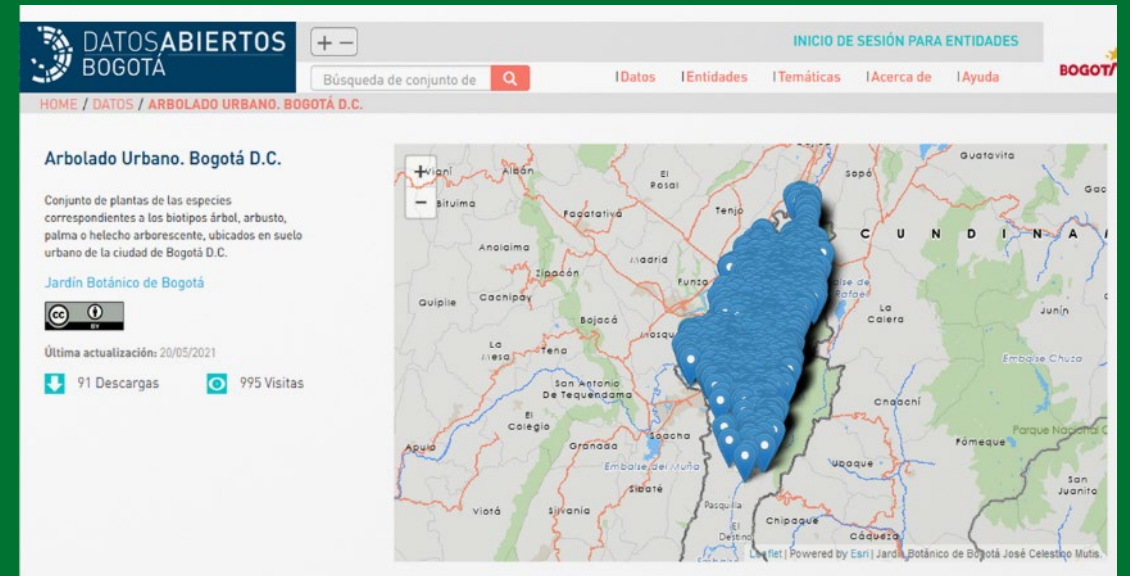 DATOSABIERTOS
BOGOTÁ
+ −
INICIO DE SESIÓN PARA ENTIDADES
Búsqueda de conjunto de
| Datos | Entidades | Temáticas | Acerca de | Ayuda
HOME / DATOS / ARBOLADO URBANO. BOGOTÁ D.C.
Arbolado Urbano. Bogotá D.C.
Conjunto de plantas de las especies
correspondientes a los biotipos árbol, arbusto,
palma o helecho arborescente, ubicados en suelo
urbano de la ciudad de Bogotá D.C.
Jardín Botánico de Bogotá
cc BY
Última actualización: 20/05/2021
91 Descargas 995 Visitas
+
−
Albán
El
Rosal
Sopó
Guatavita
Bituima
Facatativá
Tenjo
Anolaima
Madrid
Zipacón
Funza
Quipile
Cachipay
Bojacá
La
Calera
Junín
La
Mesa
Tena
Embalse Chuza
San Antonio
De Tequendama
Choachí
El
Colegio
Apulo
Granada
Soacha
Fómeque
Parque Nacional
Embalse del Muña
Ubaque
Sibaté
San
Juanito
Viotá
Silvania
Pasquilla
El
Destino
Chipaque
Cáqueza
Leaflet | Powered by Esri | Jardín Botánico de Bogotá José Celestino Mutis.